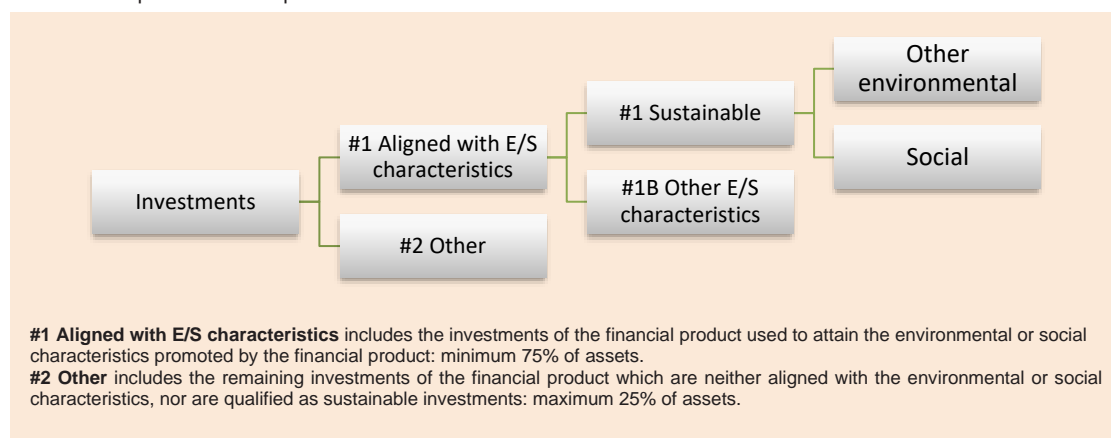 Other
environmental
#1 Sustainable
#1 Aligned with E/S
characteristics
Social
Investments
#1B Other E/S
characteristics
#2 Other
#1 Aligned with E/S characteristics includes the investments of the financial product used to attain the environmental or social
characteristics promoted by the financial product: minimum 75% of assets.
#2 Other includes the remaining investments of the financial product which are neither aligned with the environmental or social
characteristics, nor are qualified as sustainable investments: maximum 25% of assets.